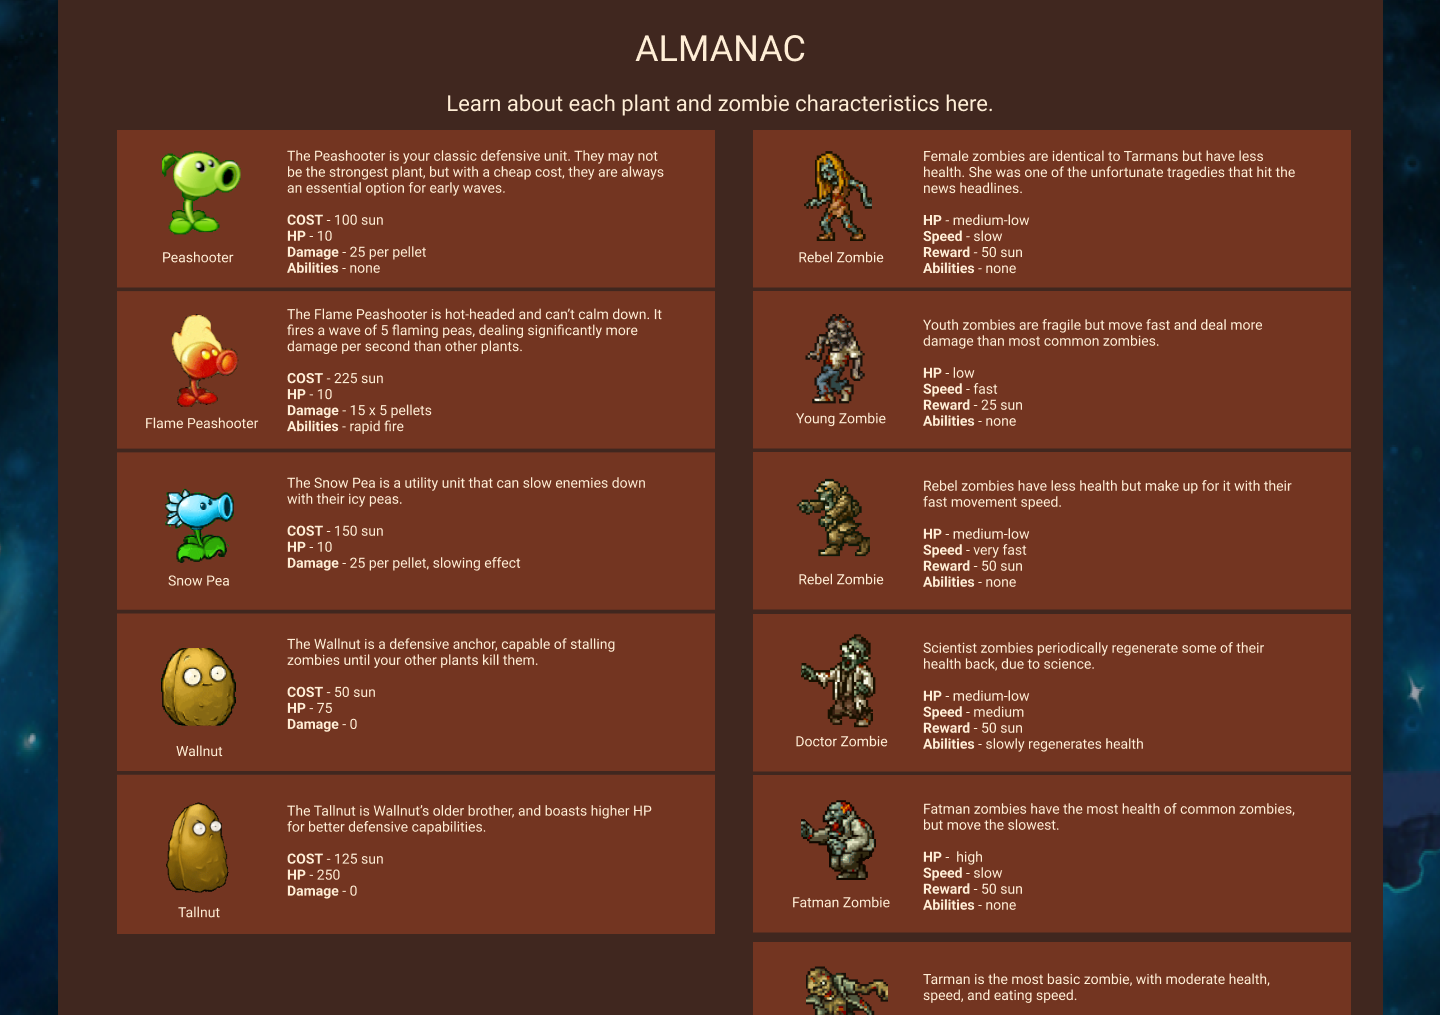 ALMANAC
Learn about each plant and zombie characteristics here.
The Peashooter is your classic defensive unit. They may not
be the strongest plant, but with a cheap cost, they are always
an essential option for early waves.
COST - 100 sun
HP - 10
Damage - 25 per pellet
Abilities - none
Peashooter
The Flame Peashooter is hot-headed and can't calm down. It
fires a wave of 5 flaming peas, dealing significantly more
damage per second than other plants.
COST - 225 sun
HP - 10
Damage - 15 x 5 pellets
Abilities - rapid fire
Flame Peashooter
The Snow Pea is a utility unit that can slow enemies down
with their icy peas.
COST - 150 sun
HP - 10
Damage - 25 per pellet, slowing effect
Snow Pea
The Wallnut is a defensive anchor, capable of stalling
zombies until your other plants kill them.
COST - 50 sun
HP - 75
Damage - 0
Wallnut
The Tallnut is Wallnut's older brother, and boasts higher HP
for better defensive capabilities.
COST - 125 sun
HP - 250
Damage - 0
Tallnut
Female zombies are identical to Tarmans but have less
health. She was one of the unfortunate tragedies that hit the
news headlines.
HP - medium-low
Speed - slow
Reward - 50 sun
Abilities - none
Rebel Zombie
Youth zombies are fragile but move fast and deal more
damage than most common zombies.
HP - low
Speed - fast
Reward - 25 sun
Abilities - none
Young Zombie
Rebel zombies have less health but make up for it with their
fast movement speed.
HP - medium-low
Speed - very fast
Reward - 50 sun
Abilities - none
Rebel Zombie
Scientist zombies periodically regenerate some of their
health back, due to science.
HP - medium-low
Speed - medium
Reward - 50 sun
Abilities - slowly regenerates health
Doctor Zombie
Fatman zombies have the most health of common zombies,
but move the slowest.
HP -  high
Speed - slow
Reward - 50 sun
Abilities - none
Fatman Zombie
Tarman is the most basic zombie, with moderate health,
speed, and eating speed.